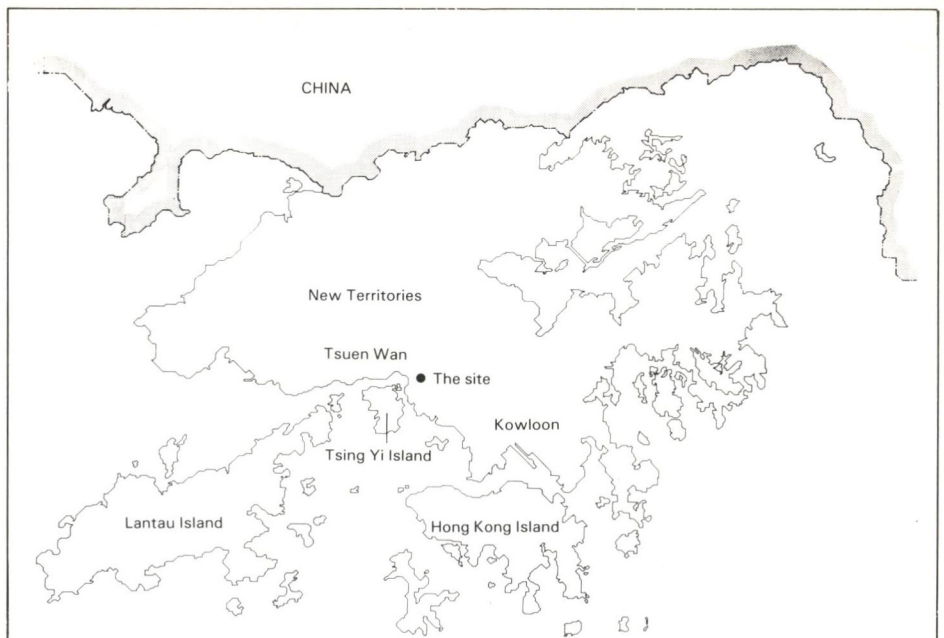 CHINA
New Territories
Tsuen Wan
The site
Kowloon
Tsing Yi Island
Lantau Island
Hong Kong Island